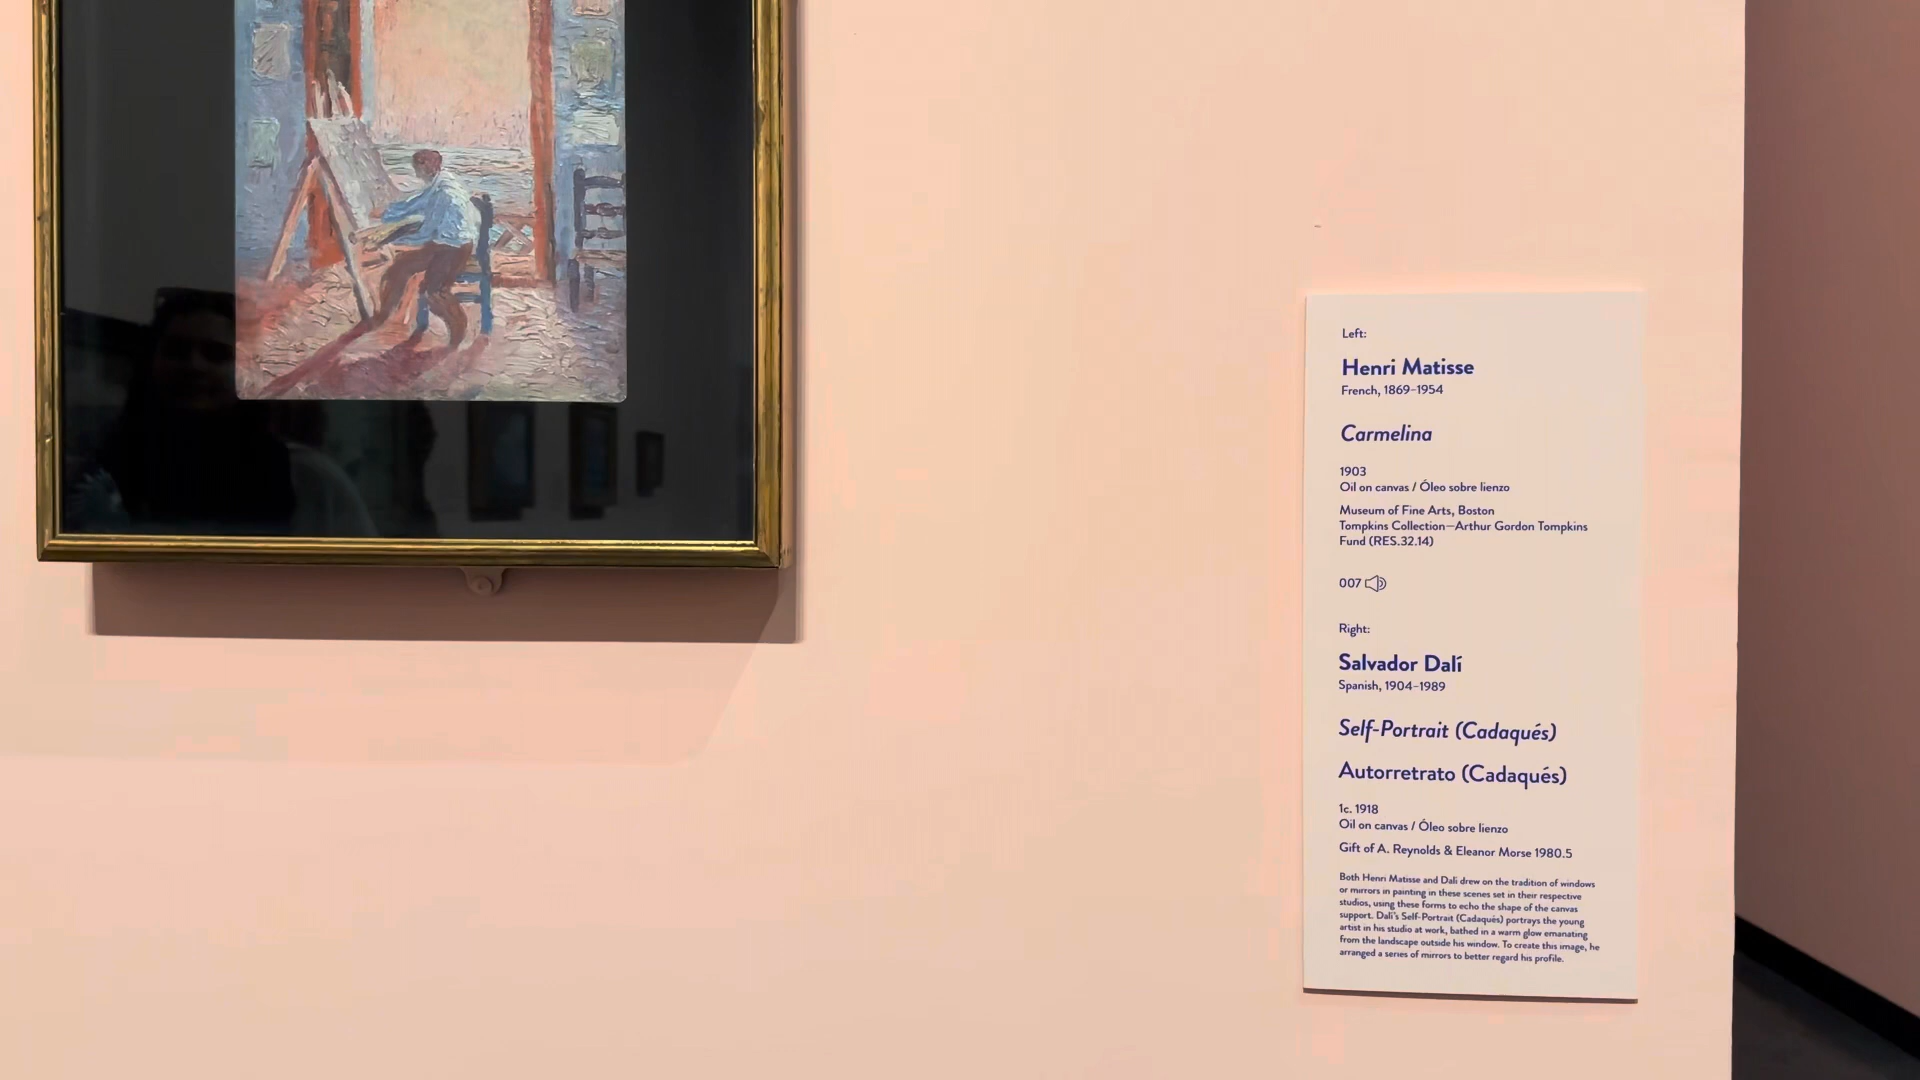 Left:
Henri Matisse
French, 1869–1954
Carmelina
1903
Oil on canvas / Óleo sobre lienzo
Museum of Fine Arts, Boston
Tompkins Collection—Arthur Gordon Tompkins
Fund (RES.32.14)
007
Right:
Salvador Dalí
Spanish, 1904–1989
Self-Portrait (Cadaqués)
Autorretrato (Cadaqués)
1c. 1918
Oil on canvas / Óleo sobre lienzo
Gift of A. Reynolds & Eleanor Morse 1980.5
Both Henri Matisse and Dalí drew on the tradition of windows
or mirrors in painting in these scenes set in their respective
studios, using these forms to echo the shape of the canvas
support. Dalí's Self-Portrait (Cadaqués) portrays the young
artist in his studio at work, bathed in a warm glow emanating
from the landscape outside his window. To create this image, he
arranged a series of mirrors to better regard his profile.